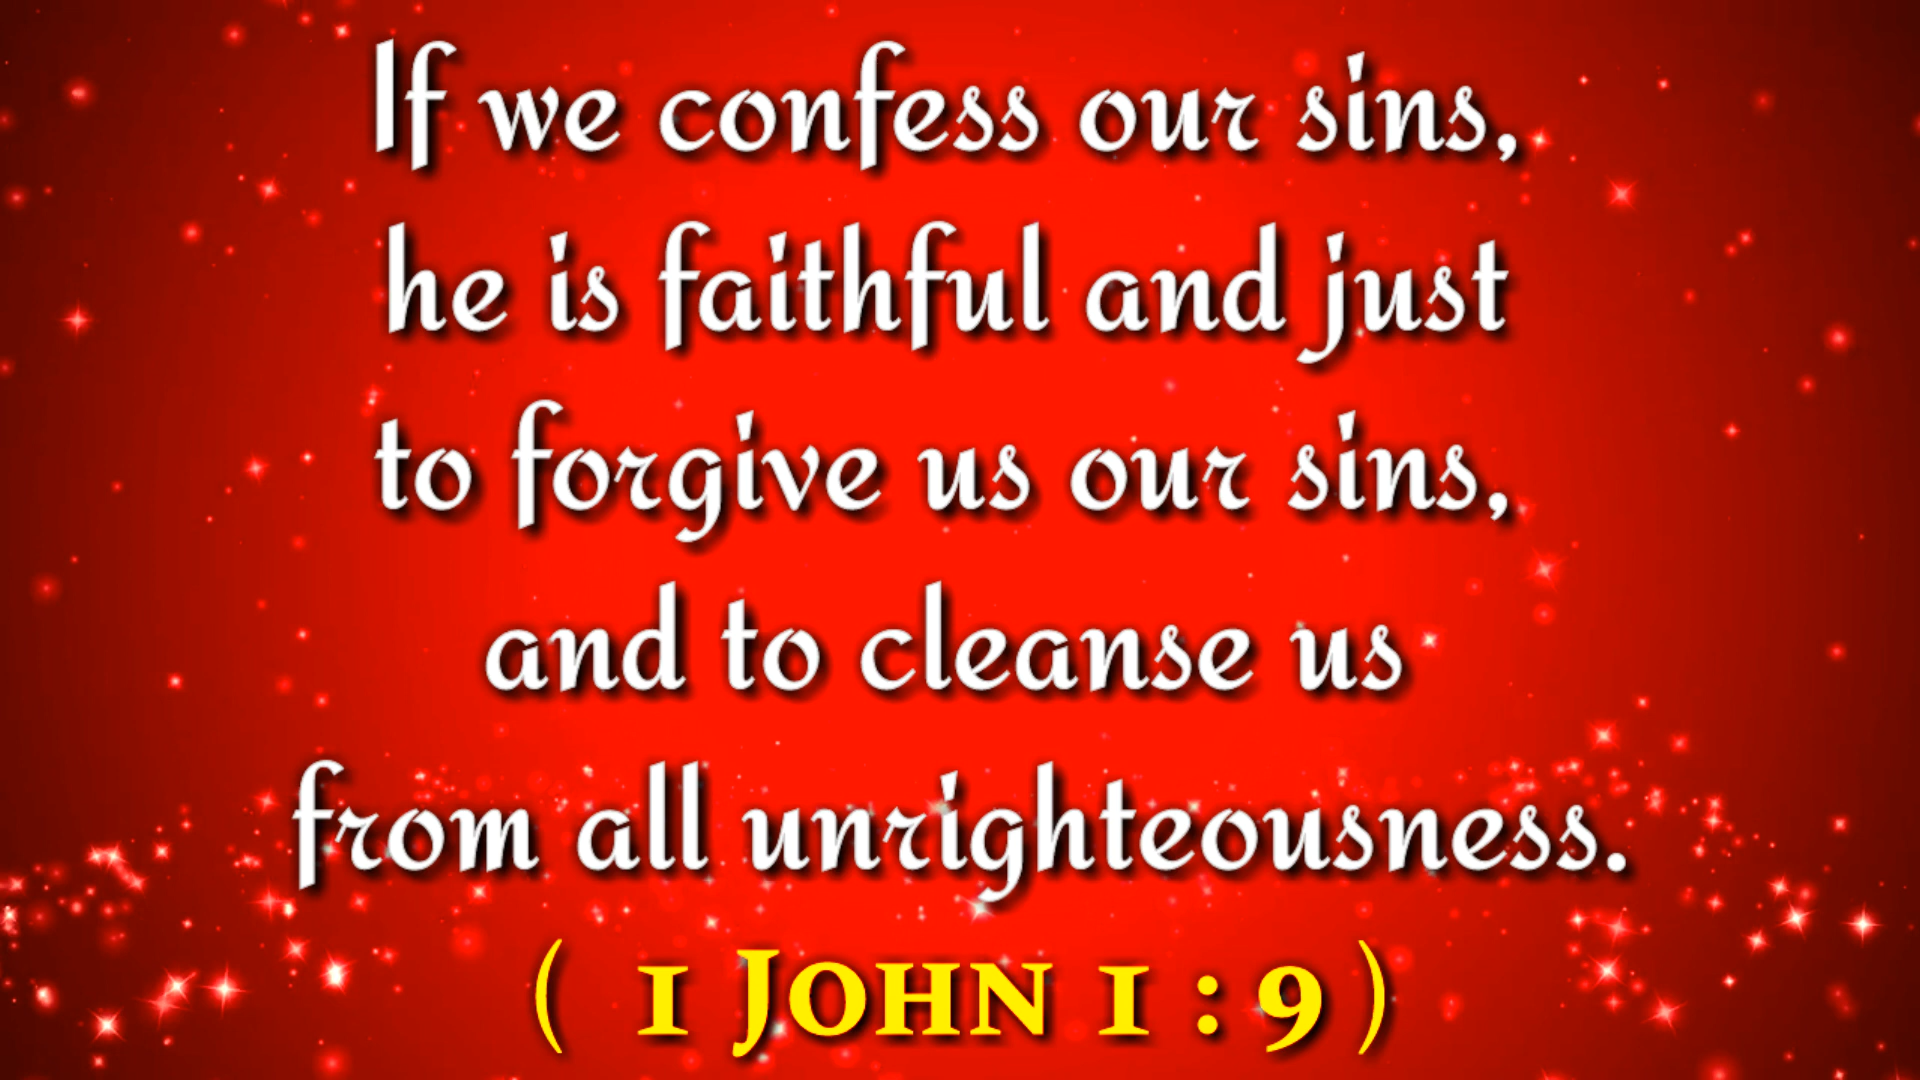 If we confess our sins,
he is faithful and just
to forgive us our sins,
and to cleanse us
from all unrighteousness.
( 1 John 1 : 9 )